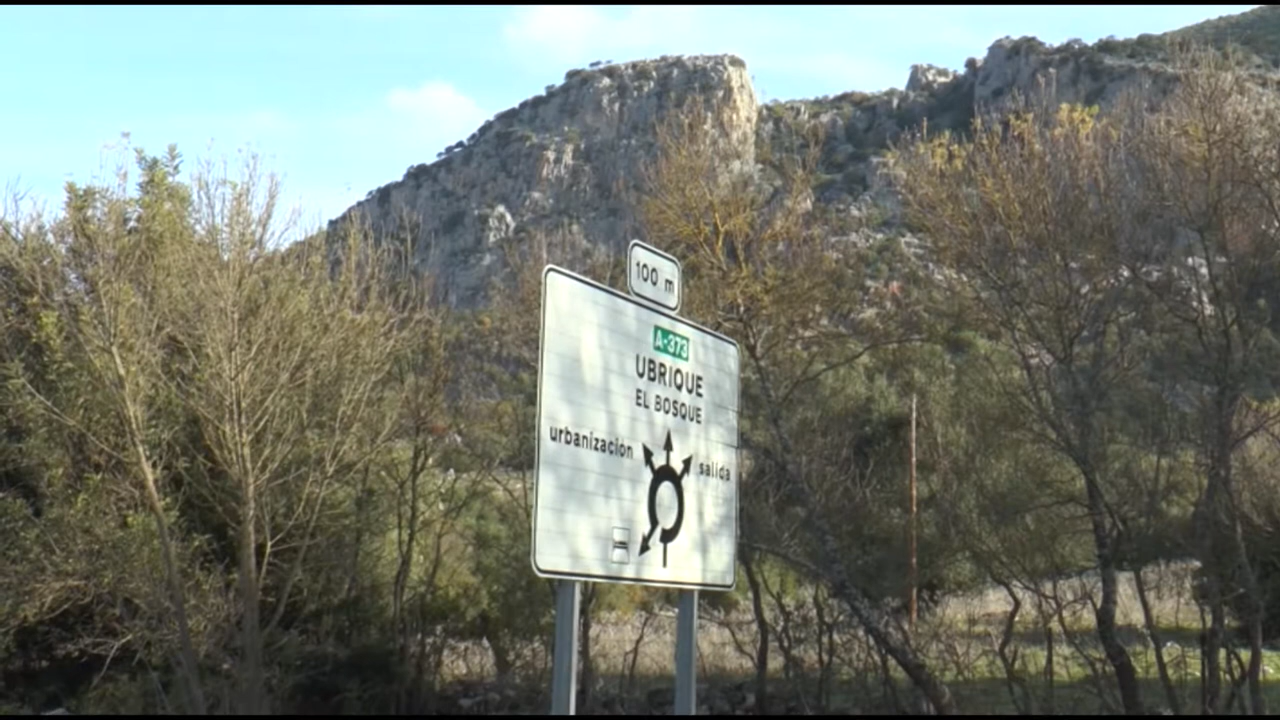 100 m
A-373
UBRIQUE
EL BOSQUE
urbanización
salida